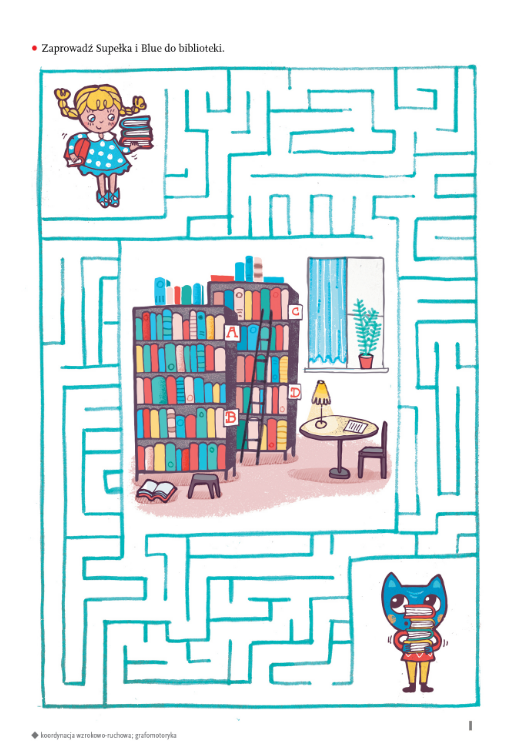 Zaprowadź Supełka i Blue do biblioteki.
A
C
D
B
koordynacja wzrokowo-ruchowa; grafomotoryka